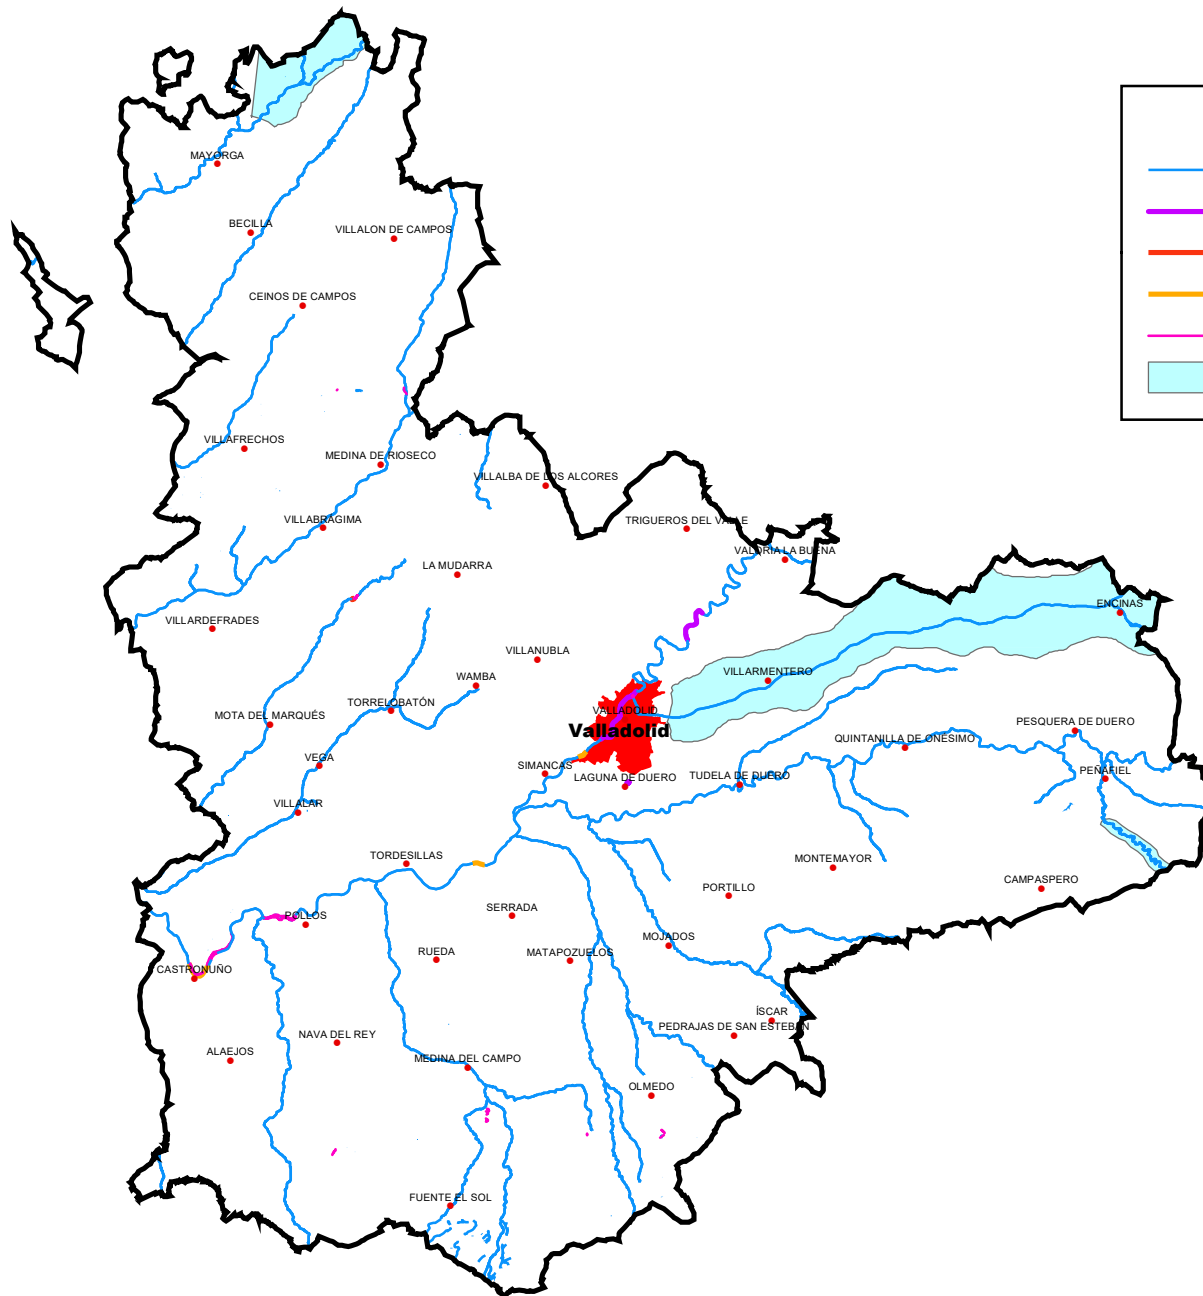 MAYORGA
BECILLA
VILLALON DE CAMPOS
CEINOS DE CAMPOS
VILLAFRECHOS
MEDINA DE RIOSECO
VILLALBA DE LOS ALCORES
VILLABRAGIMA
TRIGUEROS DEL VALLE
VALORIA LA BUENA
LA MUDARRA
ENCINAS
VILLARDEFRADES
VILLANUBLA
WAMBA
VILLARMENTERO
TORRELOBATÓN
VALLADOLID
MOTA DEL MARQUÉS
PESQUERA DE DUERO
Valladolid
QUINTANILLA DE ONÉSIMO
VEGA
SIMANCAS
LAGUNA DE DUERO
TUDELA DE DUERO
PEÑAFIEL
VILLALAR
TORDESILLAS
MONTEMAYOR
CAMPASPERO
PORTILLO
SERRADA
POLLOS
MOJADOS
RUEDA
MATAPOZUELOS
CASTRONUÑO
ÍSCAR
PEDRAJAS DE SAN ESTEBAN
NAVA DEL REY
ALAEJOS
MEDINA DEL CAMPO
OLMEDO
FUENTE EL SOL